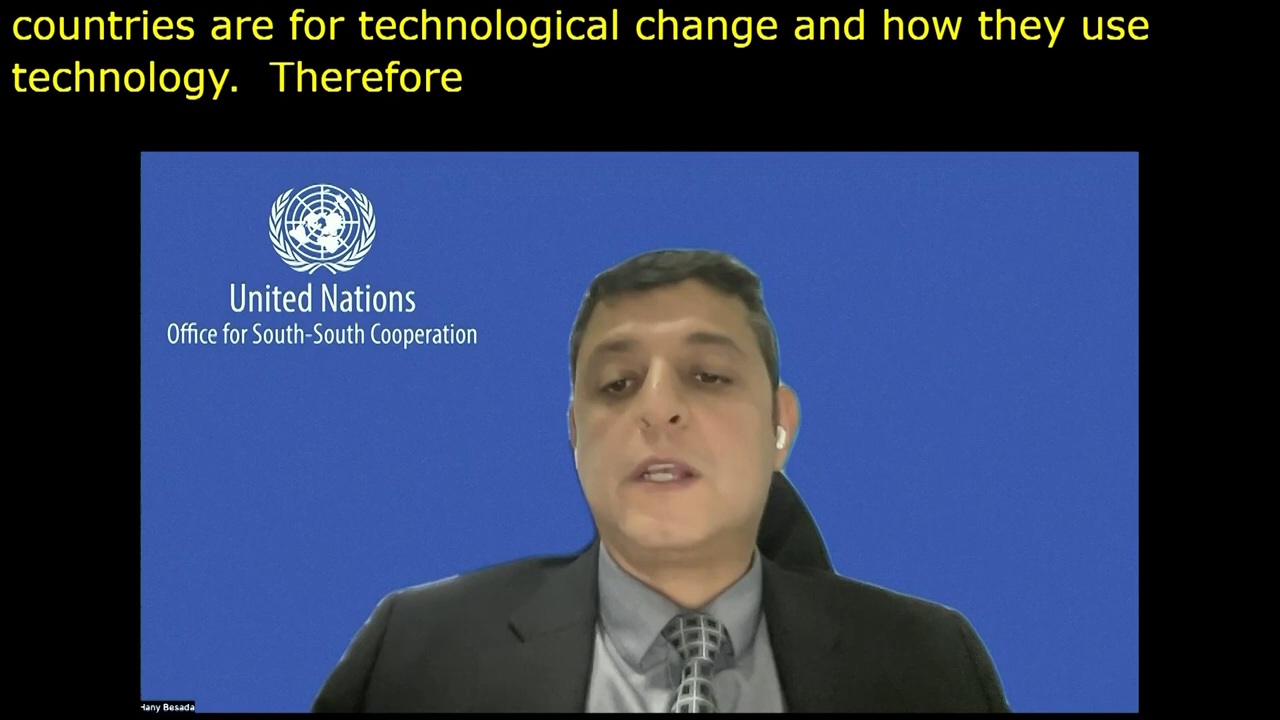 countries are for technological change and how they use
technology.  Therefore
United Nations
Office for South-South Cooperation
Hany Besada